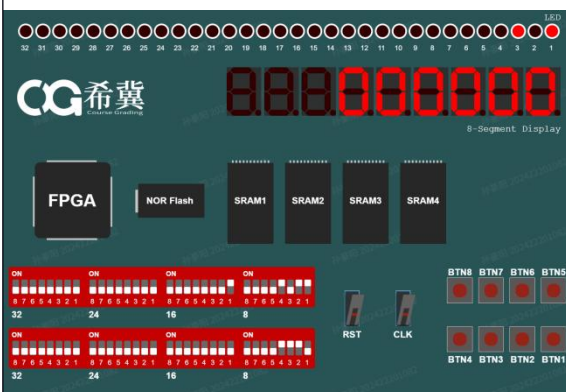 LED
32 31 30 29 28 27 26 25 24 23 22 21 20 19 18 17 16 15 14 13 12 11 10 9 8 7 6 5 4 3 2 1
CG希冀
Course Grading
000000
8-Segment Display
FPGA
NOR Flash
SRAM1 SRAM2 SRAM3 SRAM4
BTN8 BTN7 BTN6 BTN5
ON ON ON ON
8 7 6 5 4 3 2 1 8 7 6 5 4 3 2 1 8 7 6 5 4 3 2 1 8 7 6 5 4 3 2 1
32 24 16 8
RST CLK
ON ON ON ON
8 7 6 5 4 3 2 1 8 7 6 5 4 3 2 1 8 7 6 5 4 3 2 1 8 7 6 5 4 3 2 1
BTN4 BTN3 BTN2 BTN1
32 24 16 8